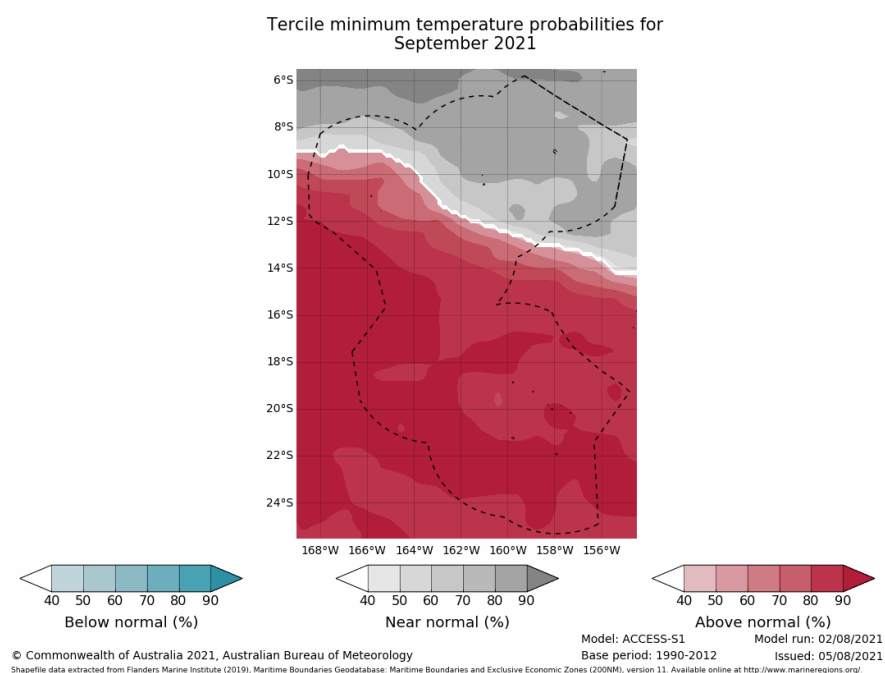 Tercile minimum temperature probabilities for
September 2021
6°S
8°S
10°S
12°S
14°S
16°S
18°S
20°S
22°S
24°S
168°W 166°W 164°W 162°W 160°W 158°W 156°W
40 50 60 70 80 90
Below normal (%)
40 50 60 70 80 90
Near normal (%)
40 50 60 70 80 90
Above normal (%)
Model: ACCESS-S1 Model run: 02/08/2021
© Commonwealth of Australia 2021, Australian Bureau of Meteorology Base period: 1990-2012 Issued: 05/08/2021
Shapefile data extracted from Flanders Marine Institute (2019), Maritime Boundaries Geodatabase: Maritime Boundaries and Exclusive Economic Zones (200NM), version 11. Available online at http://www.marineregions.org/.